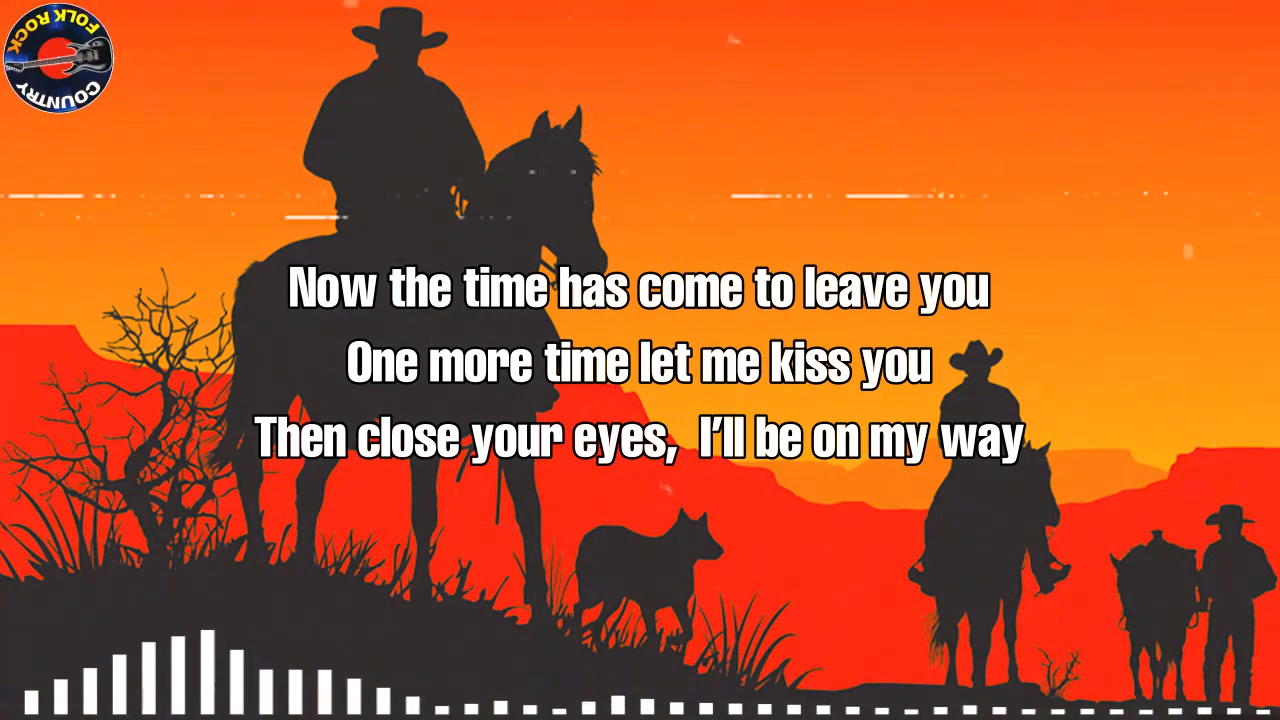 FOLK ROCK
COUNTRY
Now the time has come to leave you
One more time let me kiss you
Then close your eyes,  I'll be on my way